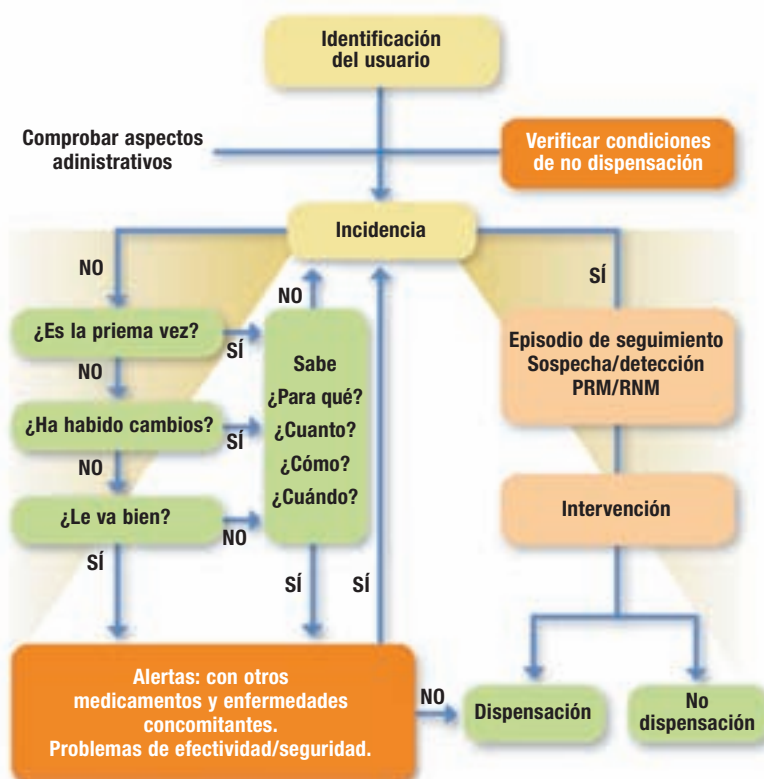 Identificación
del usuario
Comprobar aspectos
adinistrativos
Verificar condiciones
de no dispensación
Incidencia
NO
SÍ
NO
¿Es la priema vez?
SÍ
Sabe
¿Para qué?
¿Cuanto?
¿Cómo?
¿Cuándo?
Episodio de seguimiento
Sospecha/detección
PRM/RNM
NO
¿Ha habido cambios?
SÍ
NO
¿Le va bien?
NO
Intervención
SÍ
SÍ
SÍ
Alertas: con otros
medicamentos y enfermedades
concomitantes.
Problemas de efectividad/seguridad.
NO
Dispensación
No
dispensación